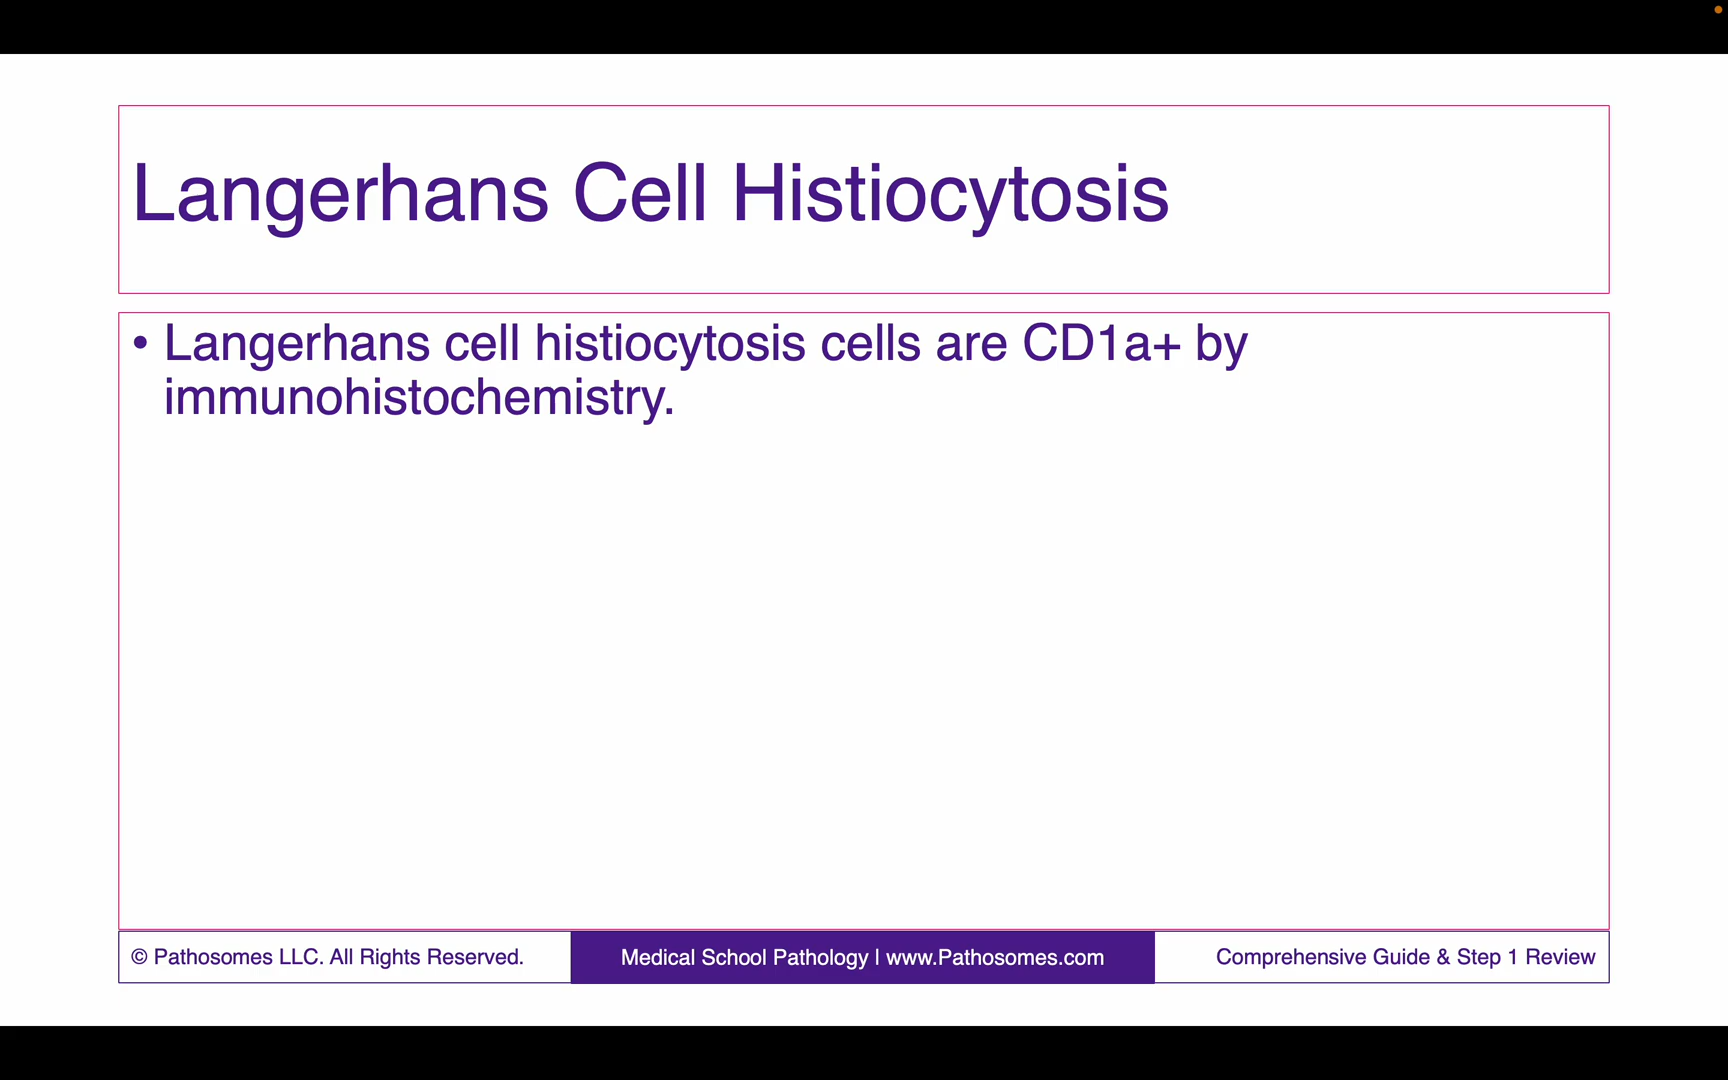 Langerhans Cell Histiocytosis
• Langerhans cell histiocytosis cells are CD1a+ by
immunohistochemistry.
© Pathosomes LLC. All Rights Reserved.
Medical School Pathology | www.Pathosomes.com
Comprehensive Guide & Step 1 Review